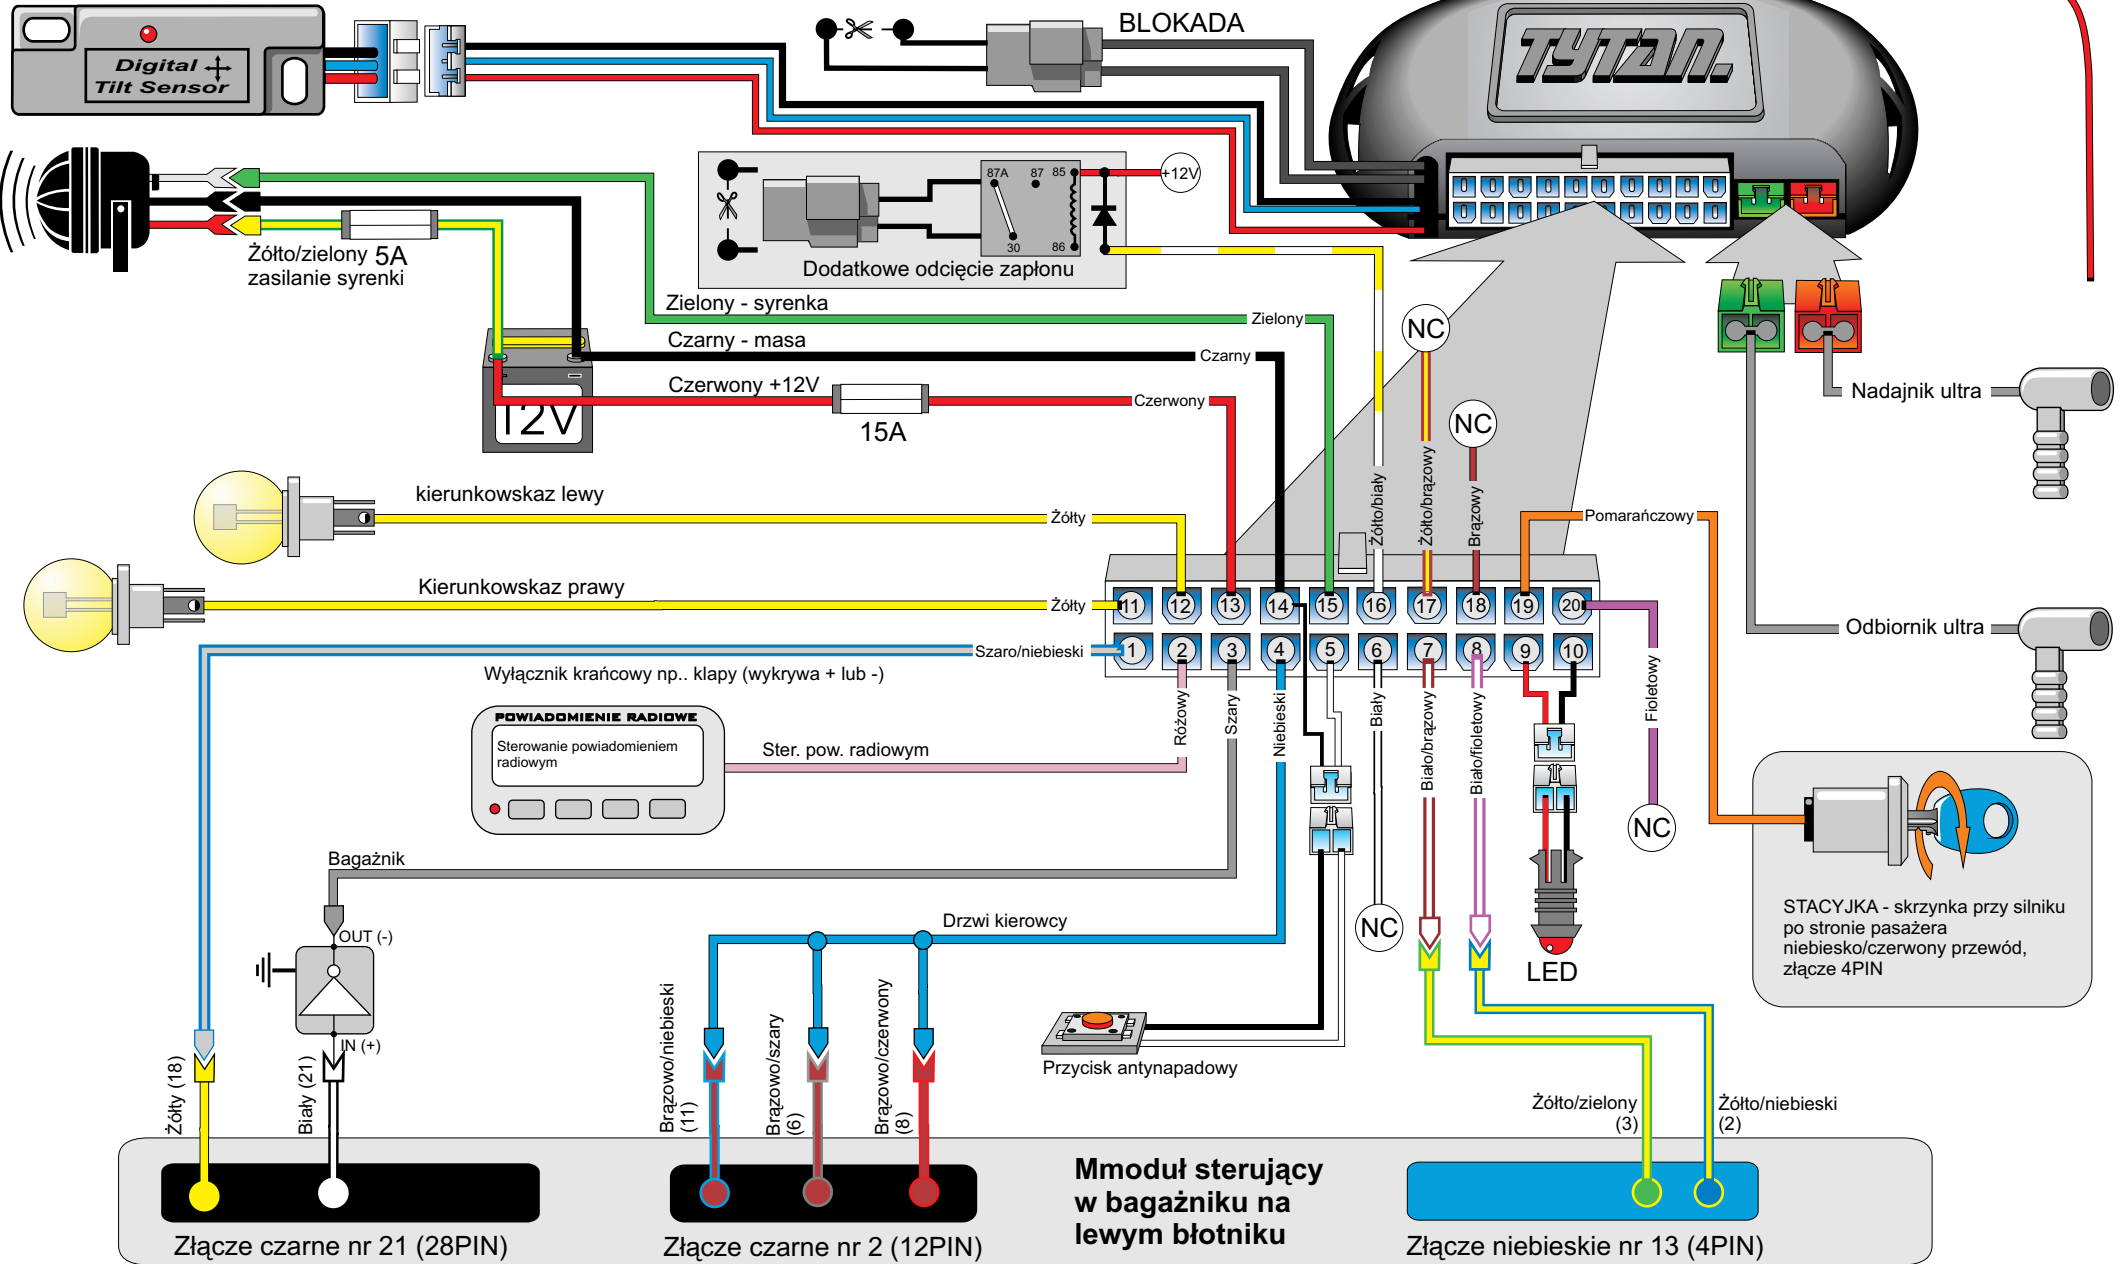 Digital
Tilt Sensor
BLOKADA
TYTAN.
87A
87
85
30
86
+12V
Dodatkowe odcięcie zapłonu
Żółto/zielony 5A
zasilanie syrenki
Zielony - syrenka
Zielony
Czarny - masa
Czarny
Czerwony +12V
Czerwony
15A
12V
NC
NC
Nadajnik ultra
kierunkowskaz lewy
Żółty
Żółto/biały
Żółto/brązowy
Brązowy
Pomarańczowy
Kierunkowskaz prawy
Żółty
11
12
13
14
15
16
17
18
19
20
Szaro/niebieski
1
2
3
4
5
6
7
8
9
10
Odbiornik ultra
Wyłącznik krańcowy np.. klapy (wykrywa + lub -)
Różowy
Szary
Niebieski
Biały
Biało/brązowy
Biało/fioletowy
Fioletowy
POWIADOMIENIE RADIOWE
Sterowanie powiadomieniem
radiowym
Ster. pow. radiowym
NC
Bagażnik
OUT (-)
IN (+)
Drzwi kierowcy
NC
LED
STACYJKA - skrzynka przy silniku
po stronie pasażera
niebiesko/czerwony przewód,
złącze 4PIN
Przycisk antynapadowy
Żółty (18)
Biały (21)
Brązowo/niebieski
(11)
Brązowo/szary
(6)
Brązowo/czerwony
(8)
Żółto/zielony
(3)
Żółto/niebieski
(2)
Mmoduł sterujący
w bagażniku na
lewym błotniku
Złącze czarne nr 21 (28PIN)
Złącze czarne nr 2 (12PIN)
Złącze niebieskie nr 13 (4PIN)